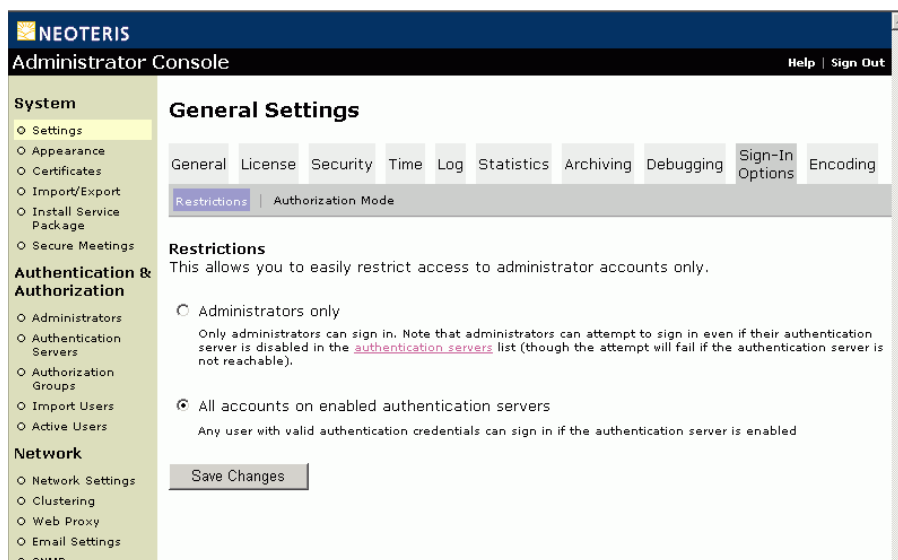 NEOTERIS
Administrator Console
Help | Sign Out
System
Settings
Appearance
Certificates
Import/Export
Install Service
Package
Secure Meetings
Authentication &
Authorization
Administrators
Authentication
Servers
Authorization
Groups
Import Users
Active Users
Network
Network Settings
Clustering
Web Proxy
Email Settings
General Settings
General License Security Time Log Statistics Archiving Debugging Sign-In Options Encoding
Restrictions | Authorization Mode
Restrictions
This allows you to easily restrict access to administrator accounts only.
Administrators only
Only administrators can sign in. Note that administrators can attempt to sign in even if their authentication
server is disabled in the authentication servers list (though the attempt will fail if the authentication server is
not reachable).
All accounts on enabled authentication servers
Any user with valid authentication credentials can sign in if the authentication server is enabled
Save Changes